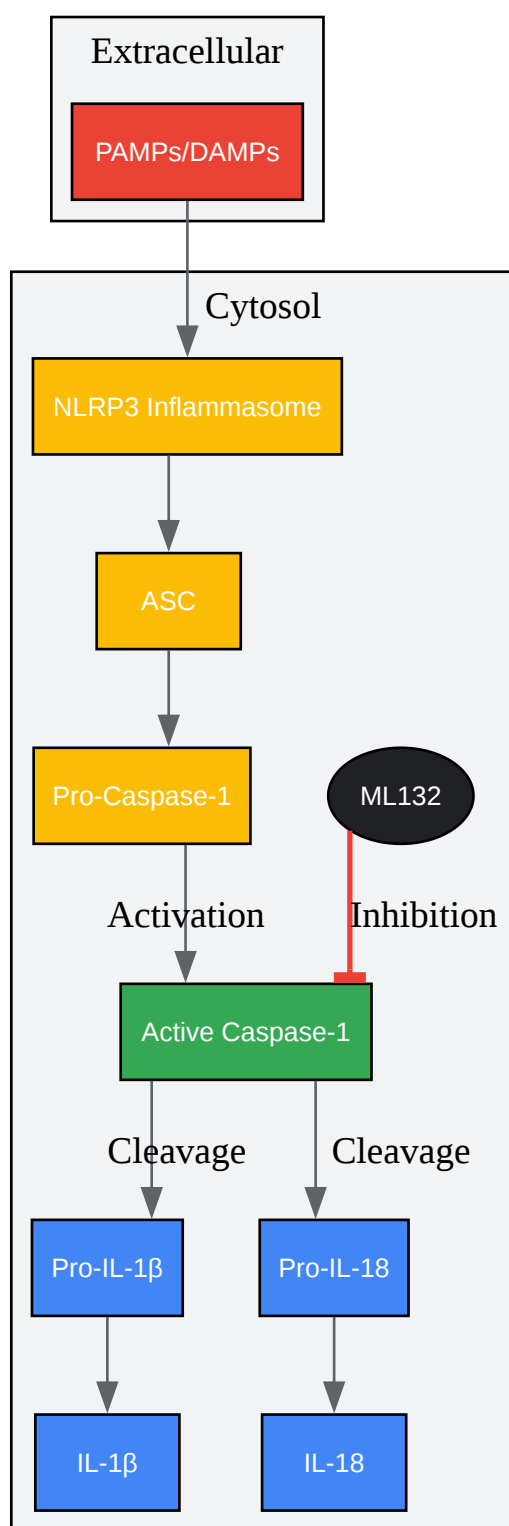 Extracellular
PAMPs/DAMPs
Cytosol
NLRP3 Inflammasome
ASC
Pro-Caspase-1
ML132
Activation
Inhibition
Active Caspase-1
Cleavage
Cleavage
Pro-IL-1β
Pro-IL-18
IL-1β
IL-18